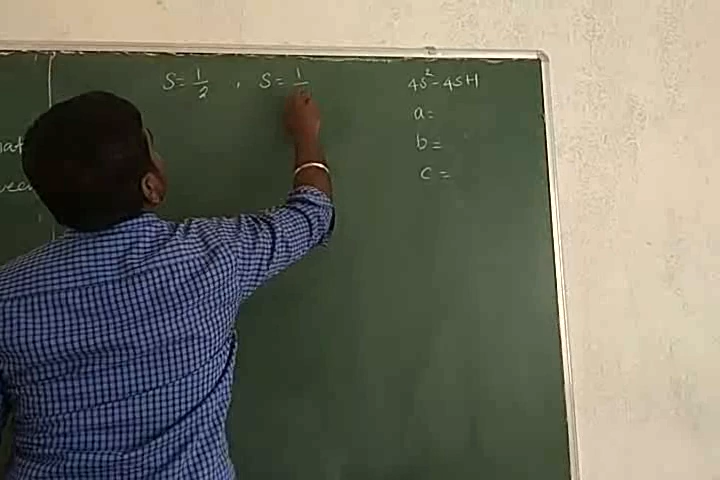 S = 1/2 , S = 1/
4s² - 4s+1
a =
b =
c =